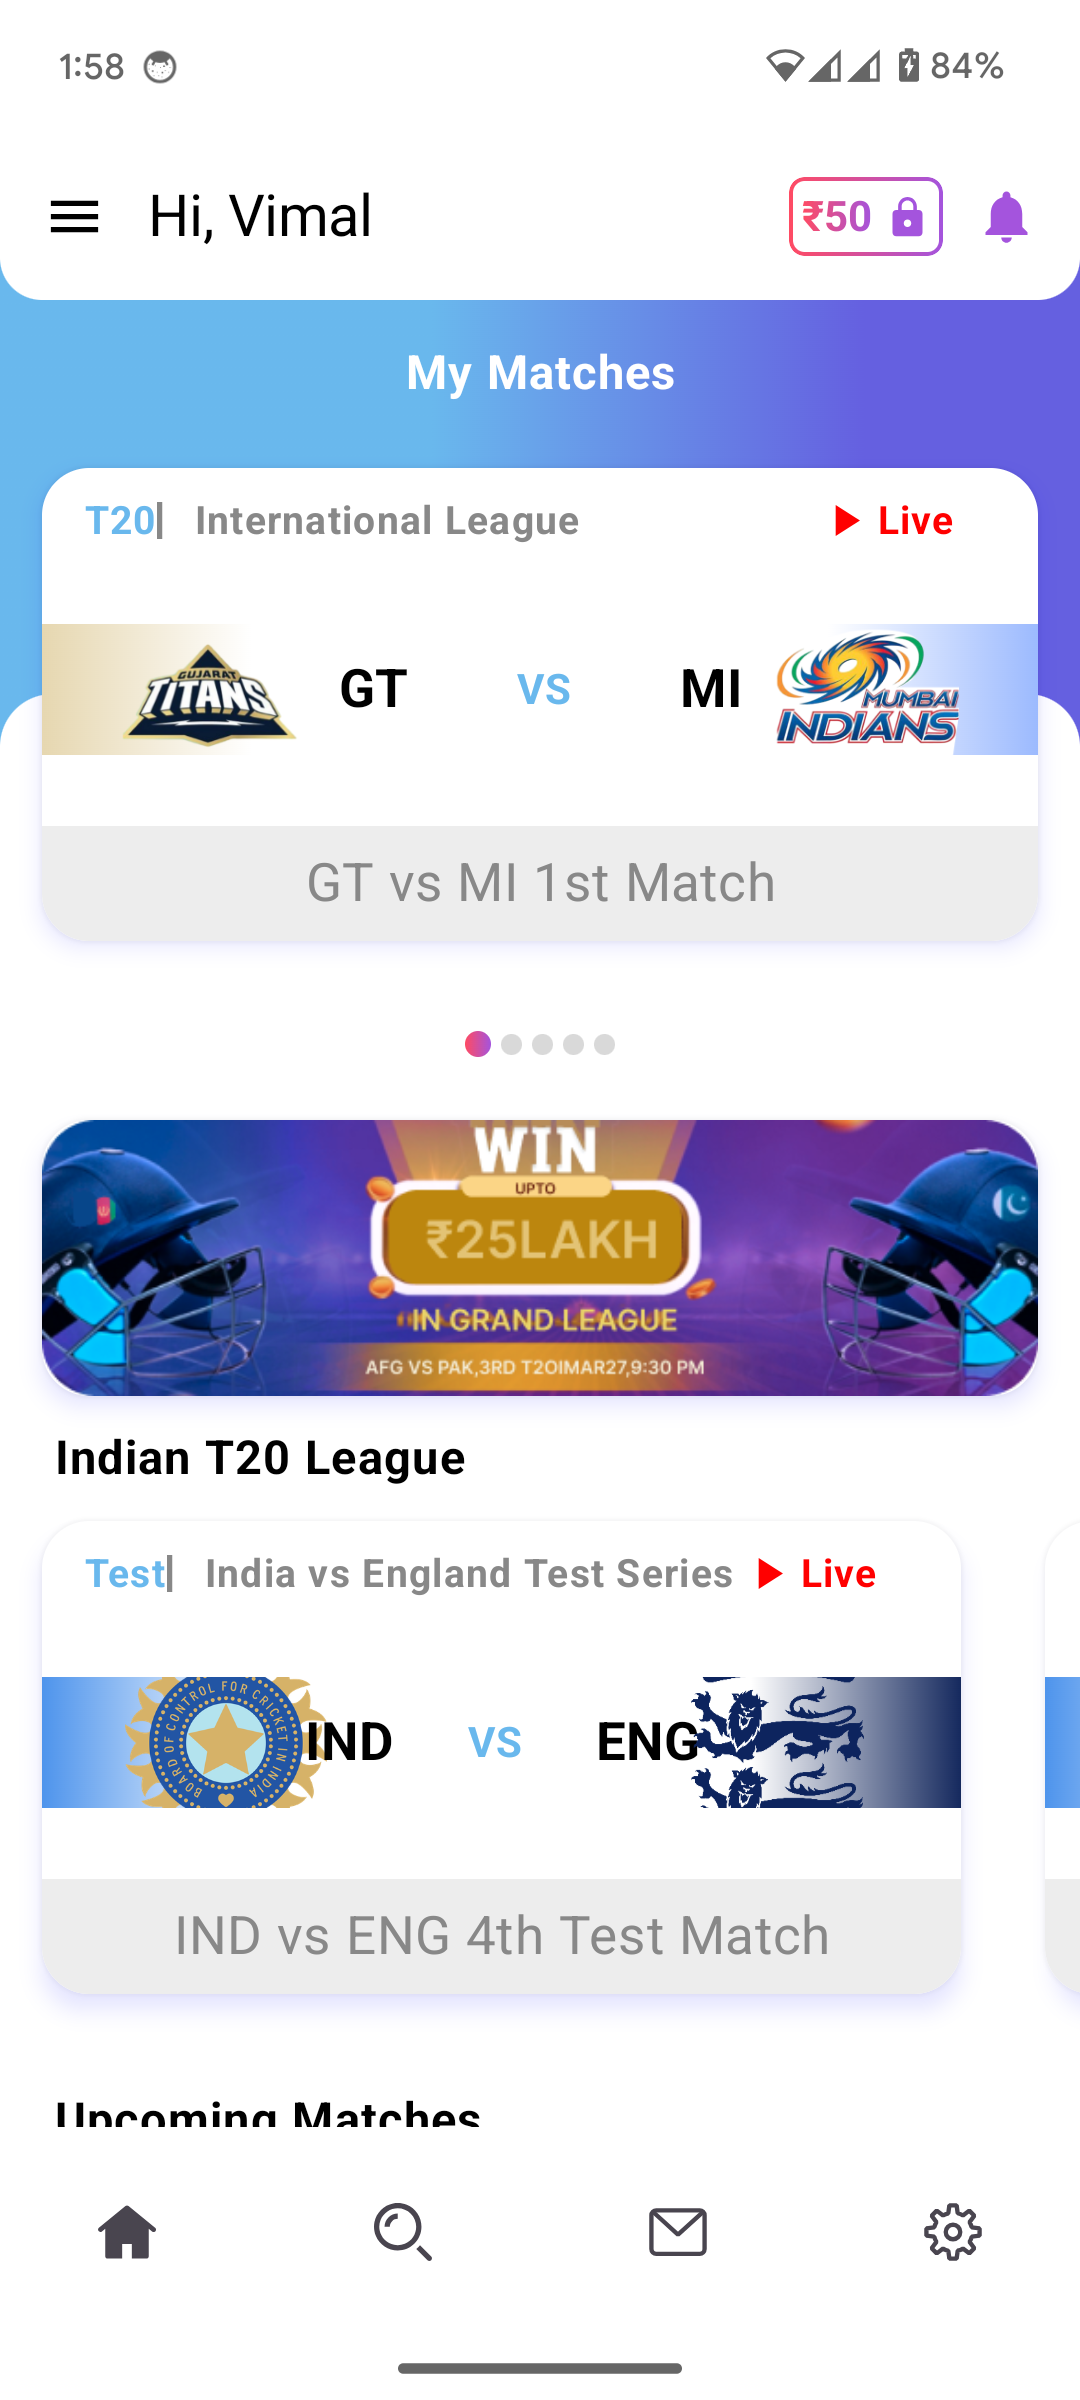 1:58 84%
Hi, Vimal ₹50
My Matches
T20| International League Live
GUJARAT
TITANS
GT VS MI
MUMBAI
INDIANS
GT vs MI 1st Match
WIN
UPTO
₹25LAKH
IN GRAND LEAGUE
AFG VS PAK,3RD T20IMAR27,9:30 PM
Indian T20 League
Test| India vs England Test Series Live
BOARD OF CONTROL FOR CRICKET IN INDIA
IND VS ENG
IND vs ENG 4th Test Match
Upcoming Matches